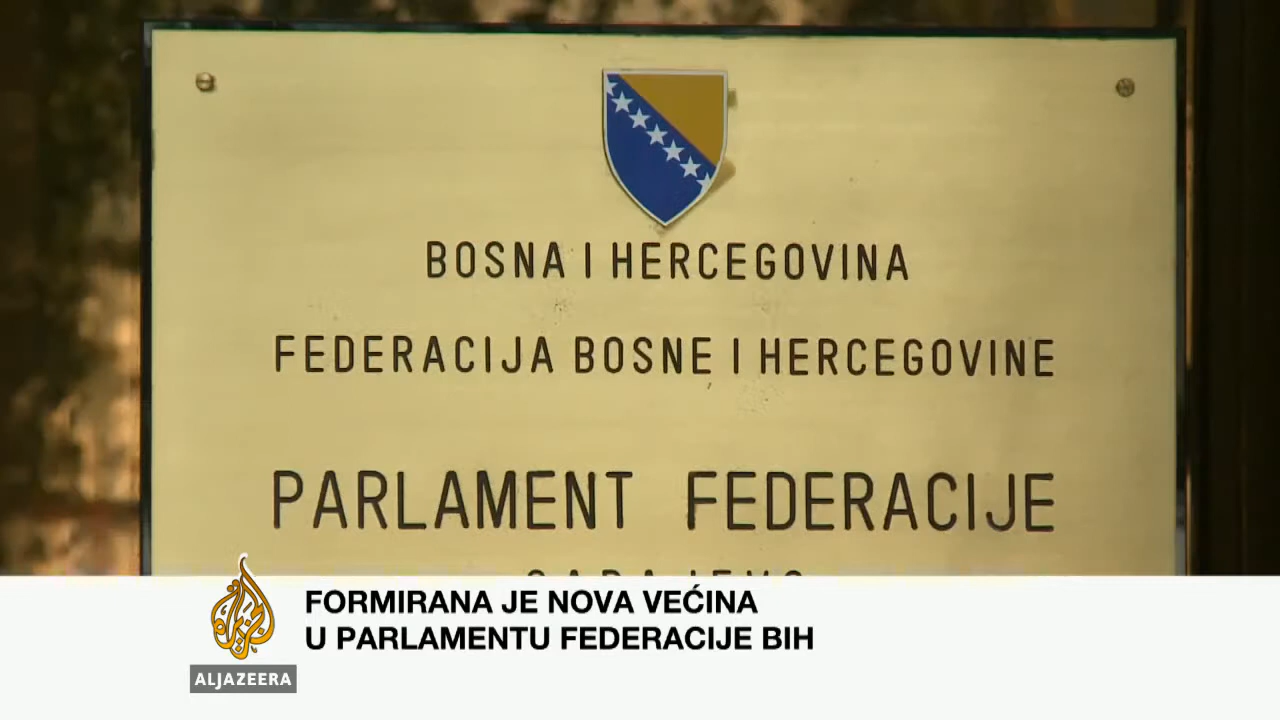 BOSNA I HERCEGOVINA
FEDERACIJA BOSNE I HERCEGOVINE
PARLAMENT FEDERACIJE
FORMIRANA JE NOVA VEĆINA
U PARLAMENTU FEDERACIJE BIH
ALJAZEERA